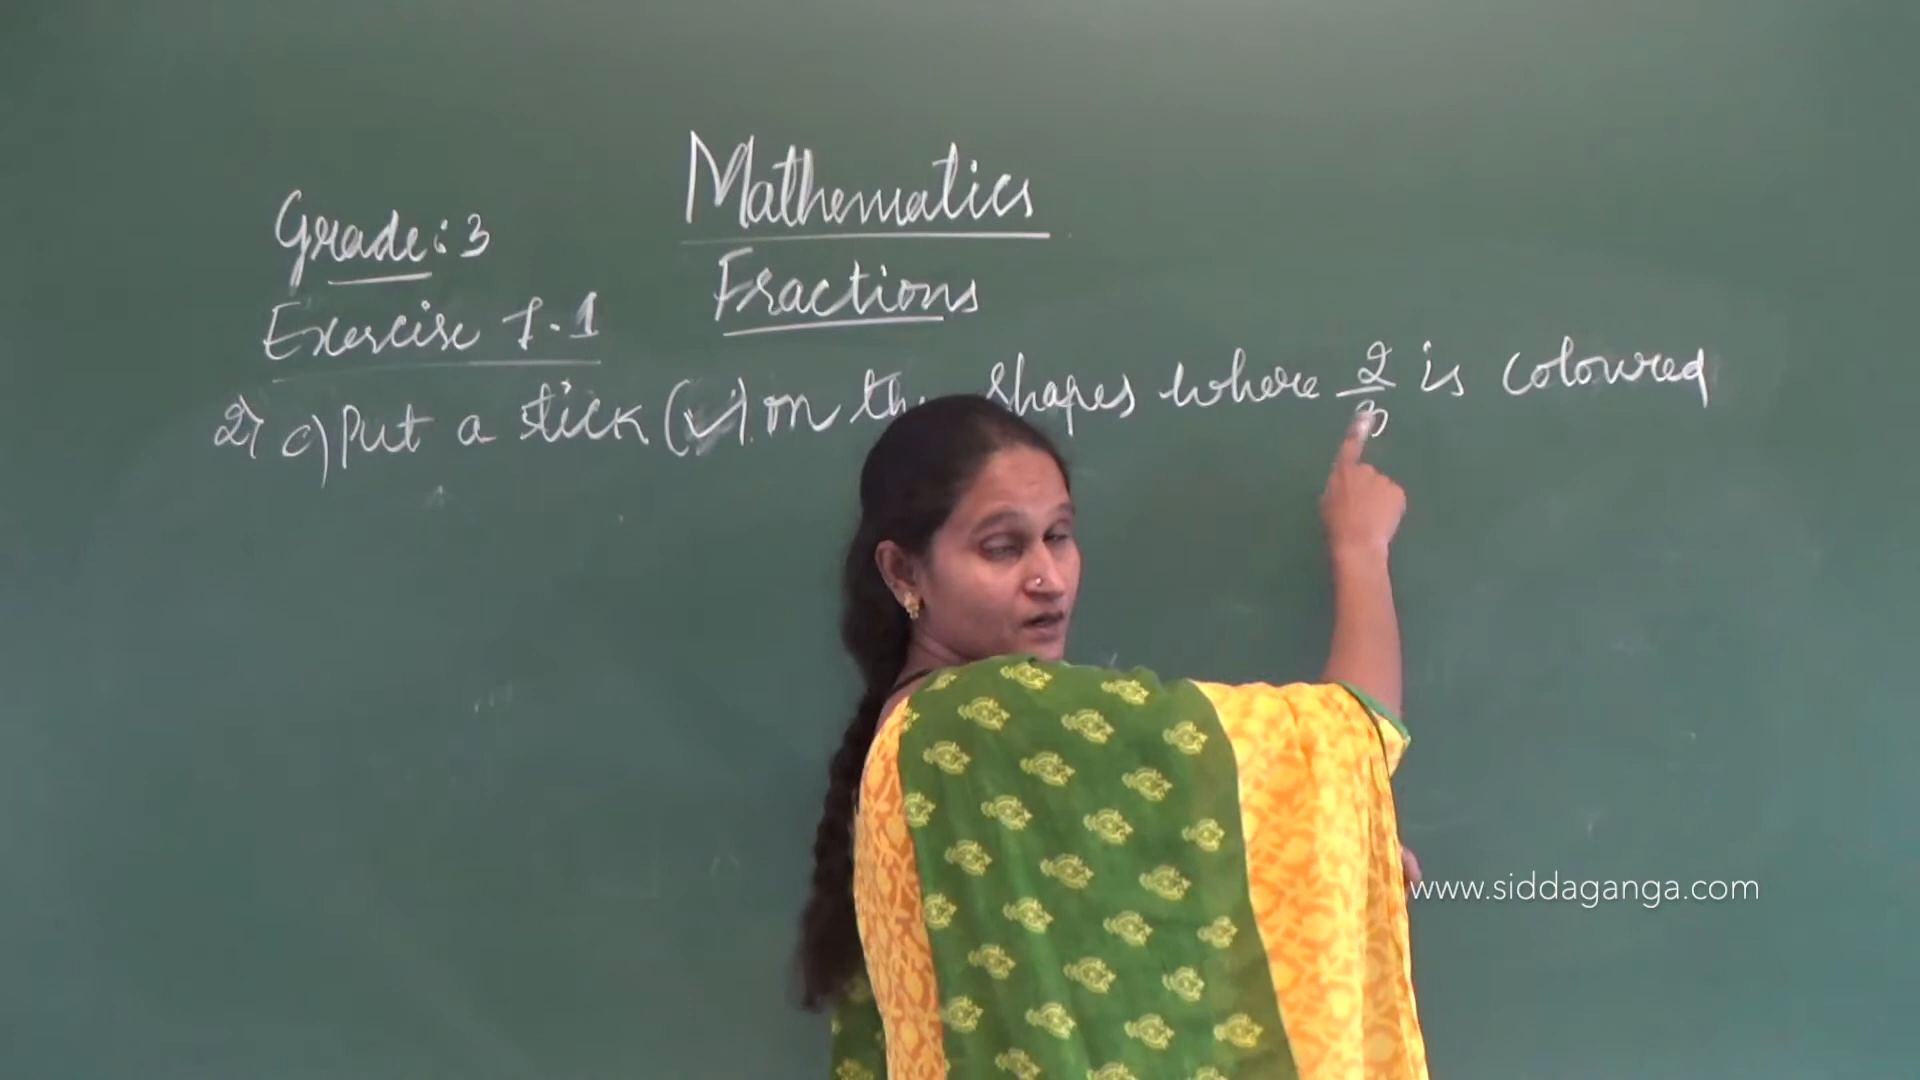 Mathematics
Grade: 3
Fractions
Exercise 7.1
2) c) Put a tick (✓) on the shapes where 2/3 is coloured
www.siddaganga.com